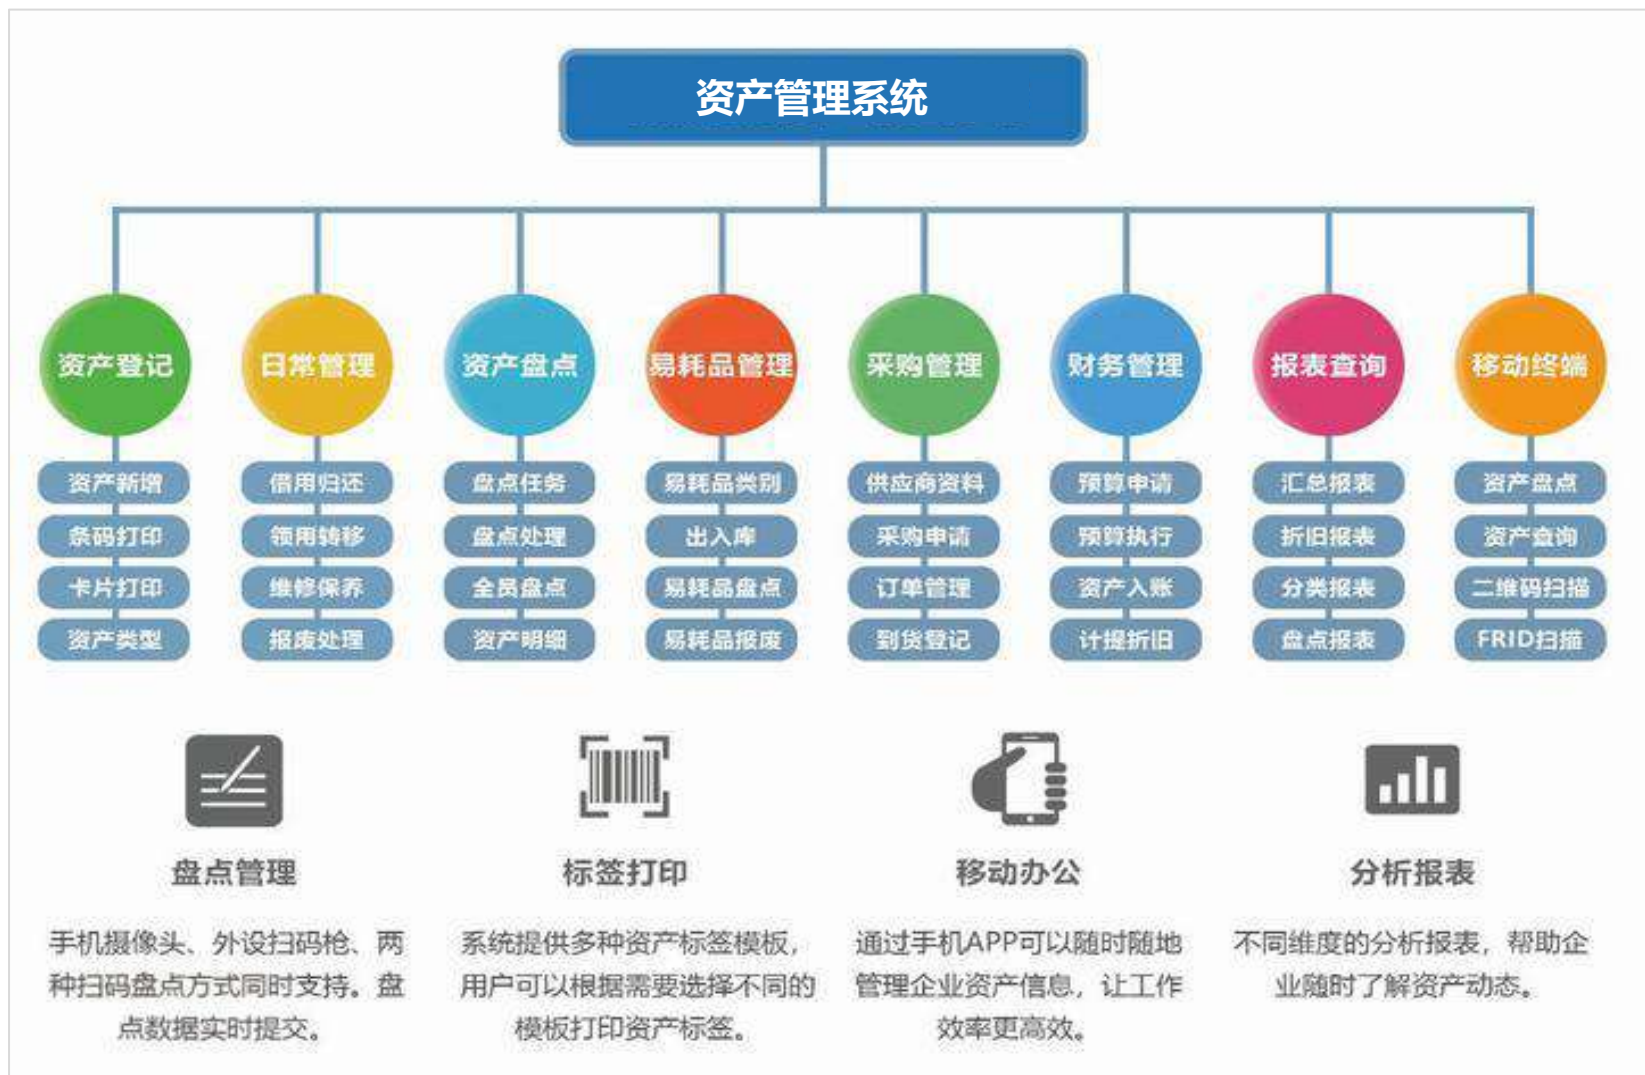 资产管理系统
资产登记
日常管理
资产盘点
易耗品管理
采购管理
财务管理
报表查询
移动终端
资产新增
借用归还
盘点任务
易耗品类别
供应商资料
预算申请
汇总报表
资产盘点
条码打印
领用转移
盘点处理
出入库
采购申请
预算执行
折旧报表
资产查询
卡片打印
维修保养
全员盘点
易耗品盘点
订单管理
资产入账
分类报表
二维码扫描
资产类型
报废处理
资产明细
易耗品报废
到货登记
计提折旧
盘点报表
FRID扫描
盘点管理
手机摄像头、外设扫码枪、两
种扫码盘点方式同时支持。盘
点数据实时提交。
标签打印
系统提供多种资产标签模板，
用户可以根据需要选择不同的
模板打印资产标签。
移动办公
通过手机APP可以随时随地
管理企业资产信息，让工作
效率更高效。
分析报表
不同维度的分析报表，帮助企
业随时了解资产动态。